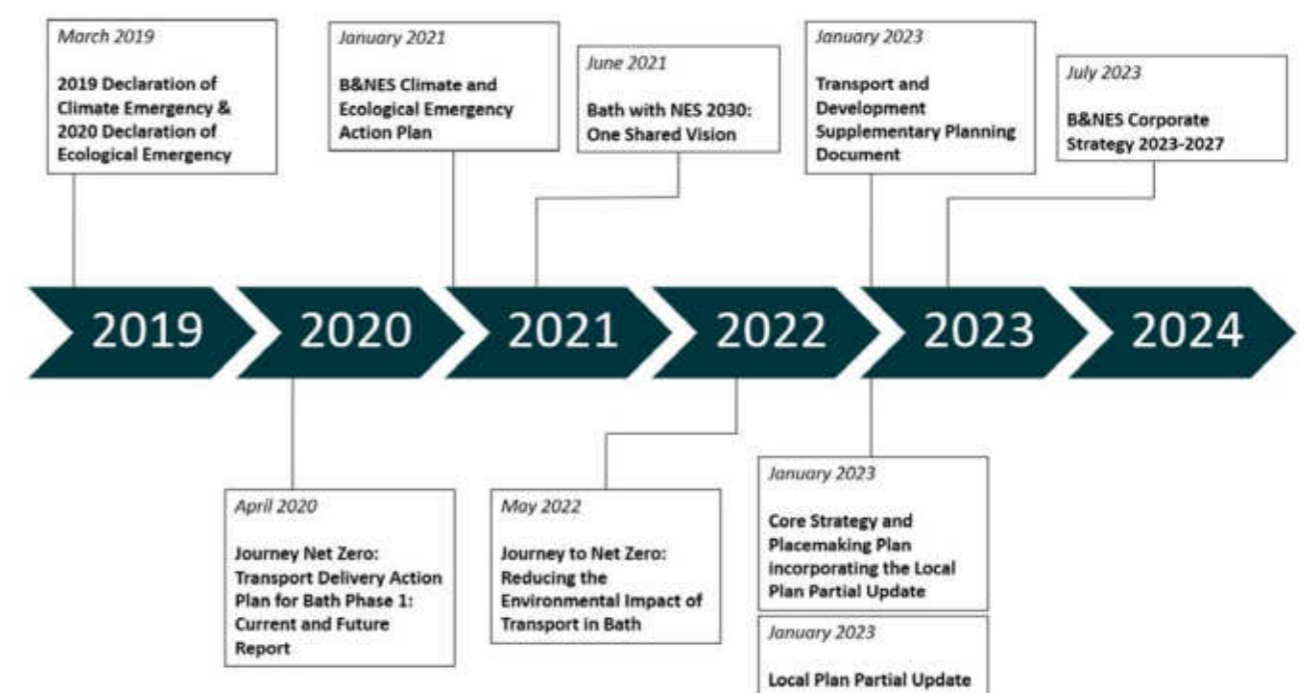 March 2019
2019 Declaration of
Climate Emergency &
2020 Declaration of
Ecological Emergency
January 2021
B&NES Climate and
Ecological Emergency
Action Plan
June 2021
Bath with NES 2030:
One Shared Vision
January 2023
Transport and
Development
Supplementary Planning
Document
July 2023
B&NES Corporate
Strategy 2023-2027
2019
2020
2021
2022
2023
2024
April 2020
Journey Net Zero:
Transport Delivery Action
Plan for Bath Phase 1:
Current and Future
Report
May 2022
Journey to Net Zero:
Reducing the
Environmental Impact of
Transport in Bath
January 2023
Core Strategy and
Placemaking Plan
incorporating the Local
Plan Partial Update
January 2023
Local Plan Partial Update